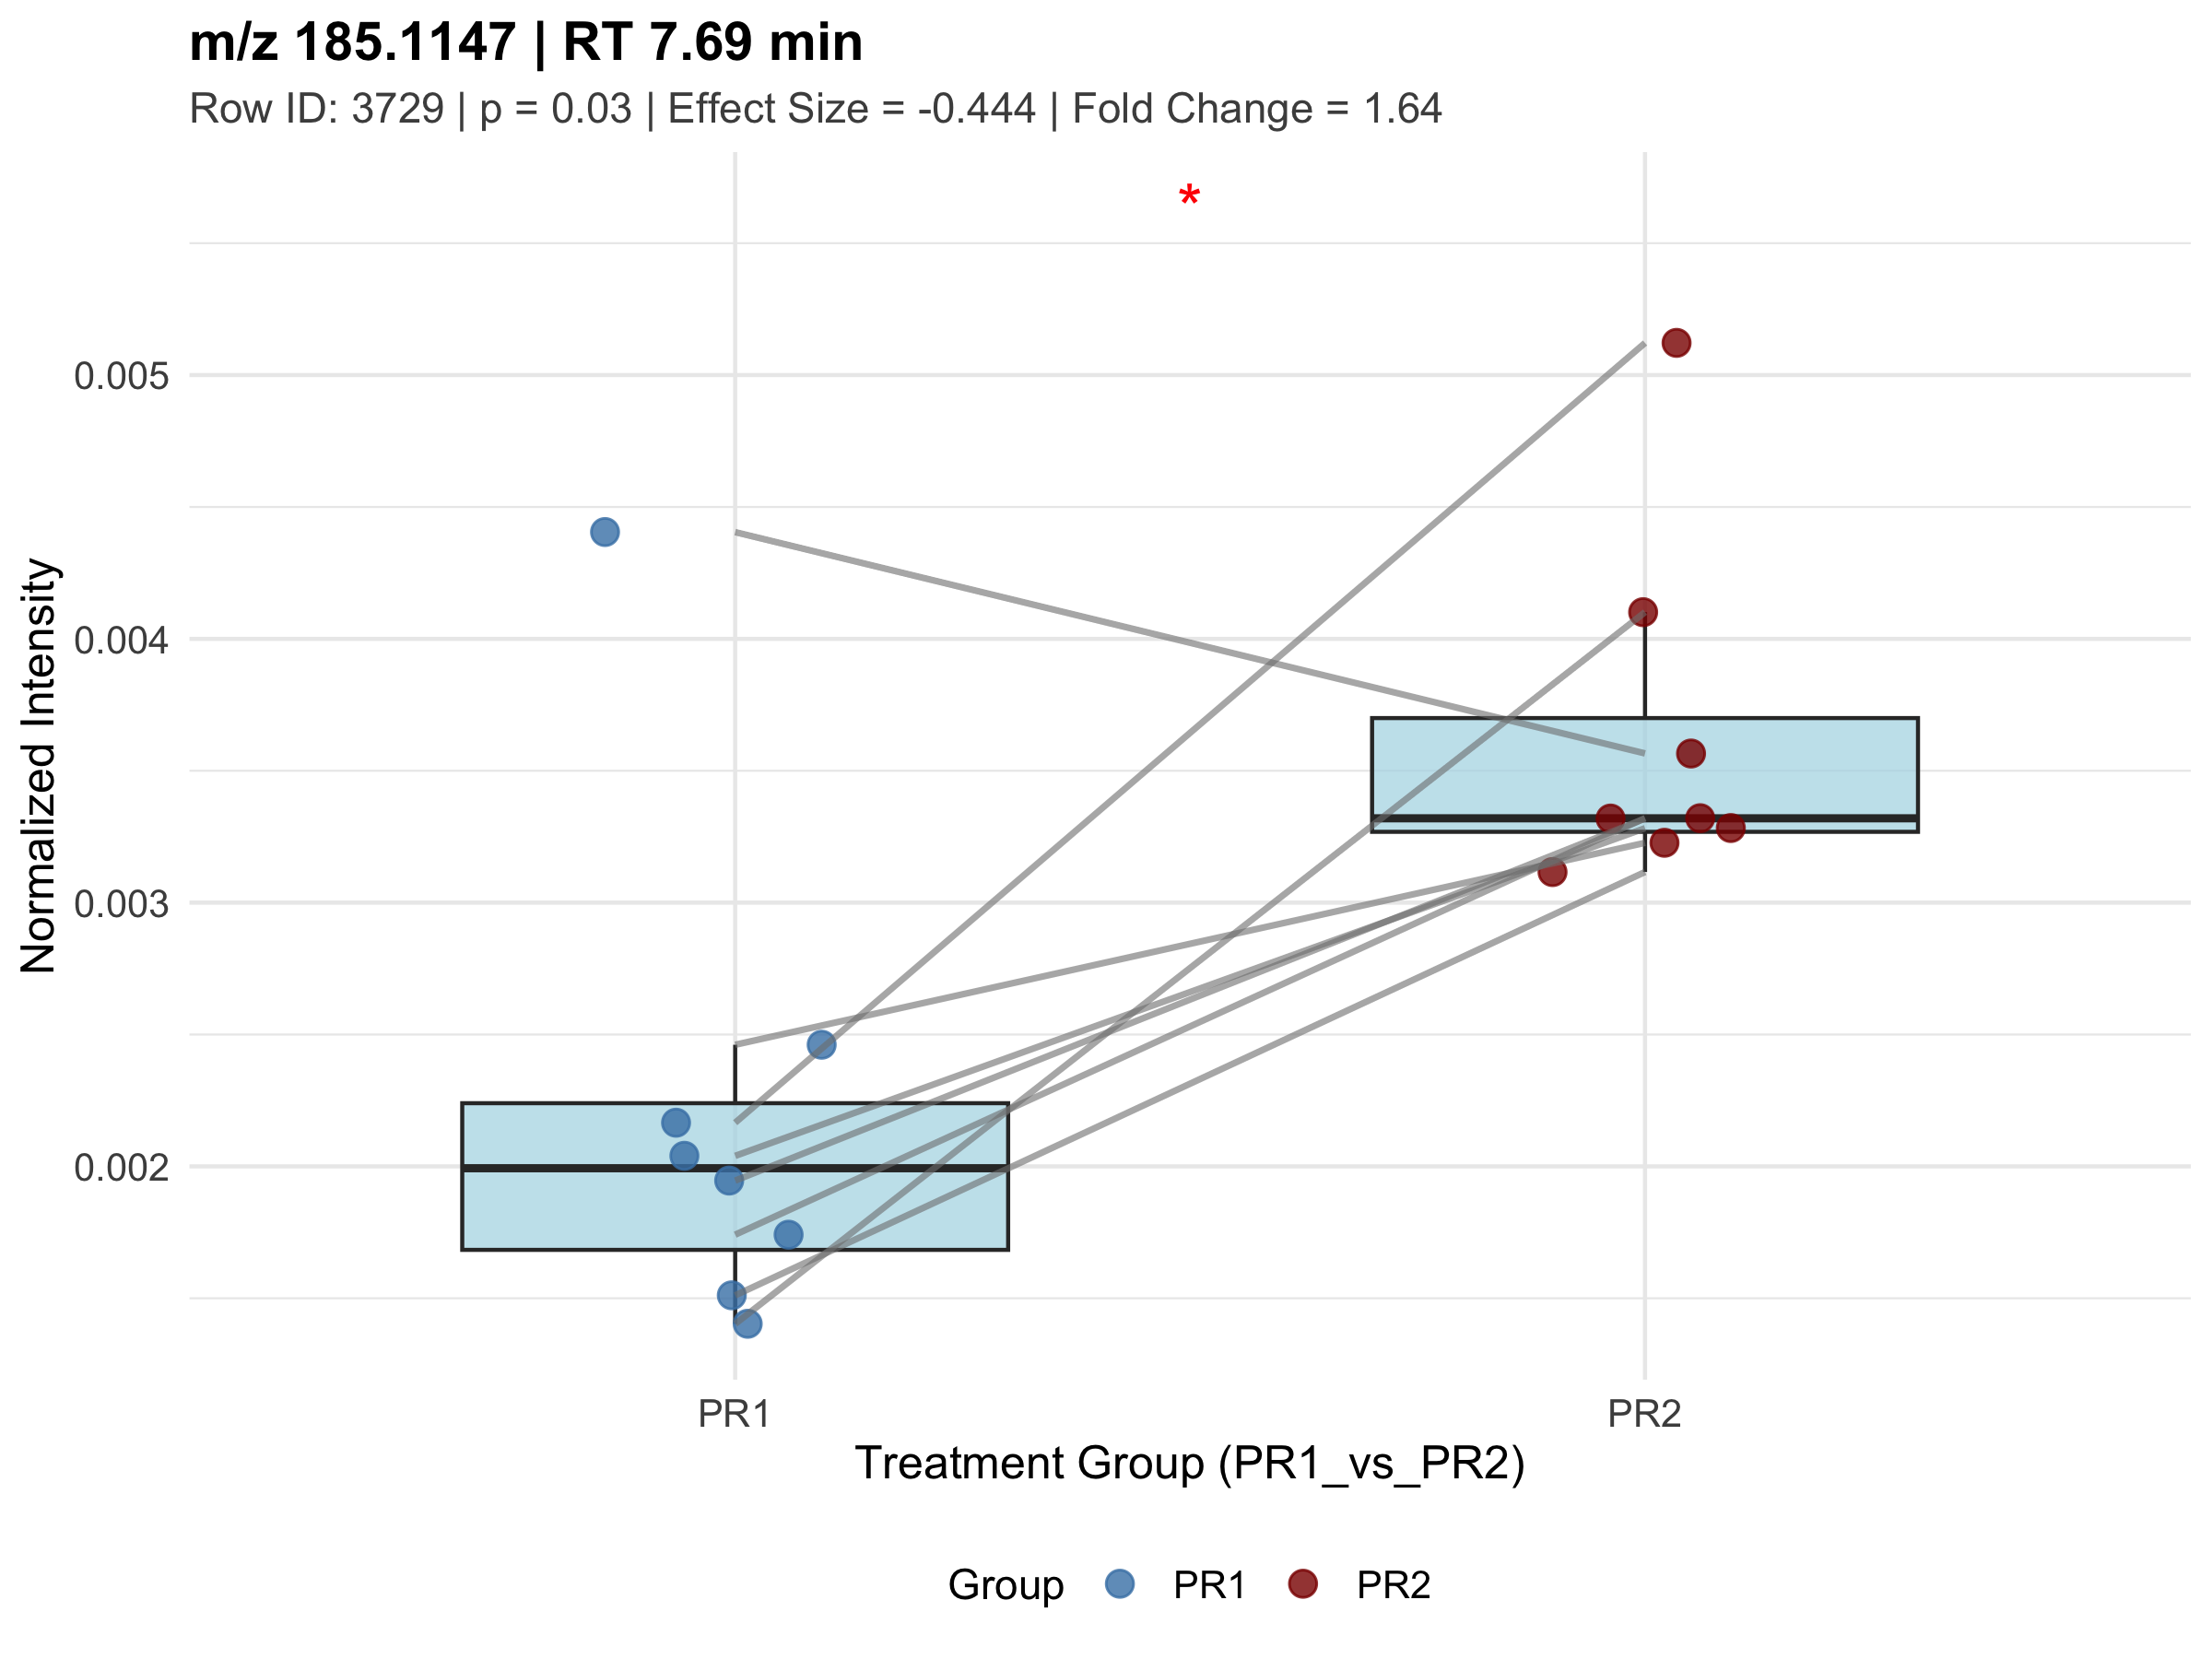 m/z 185.1147 | RT 7.69 min
Row ID: 3729 | p = 0.03 | Effect Size = -0.444 | Fold Change = 1.64
*
Normalized Intensity
0.005
0.004
0.003
0.002
PR1
PR2
Treatment Group (PR1_vs_PR2)
Group PR1 PR2